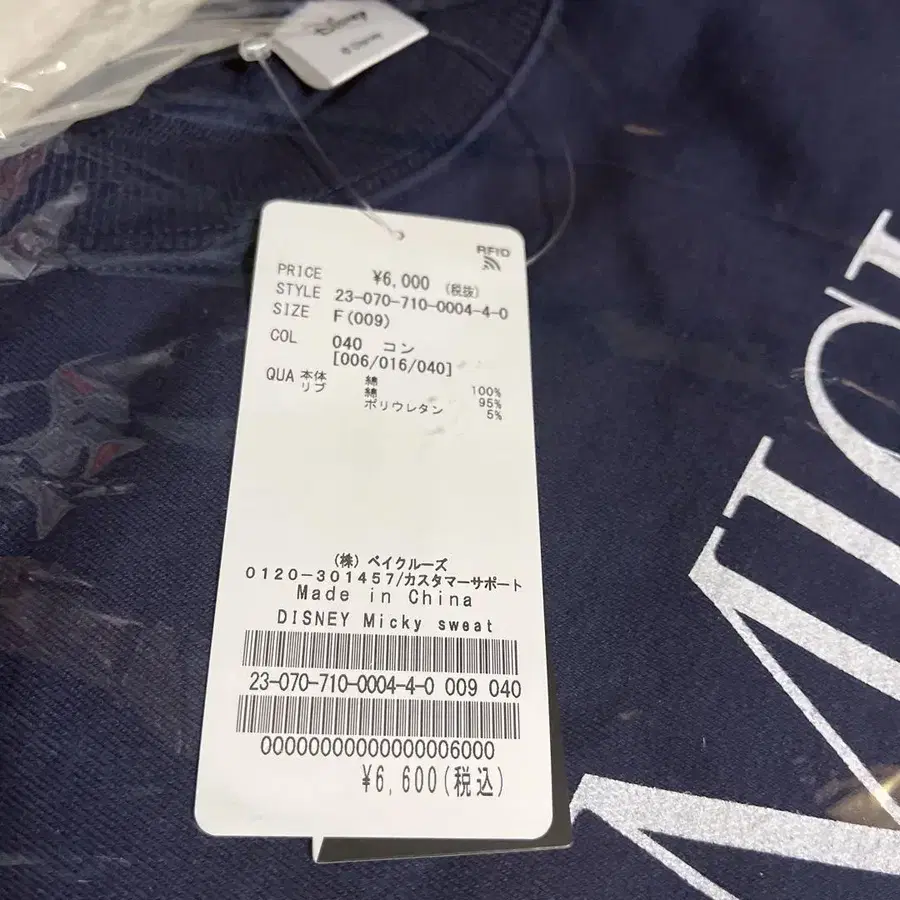 Disney
© Disney
RFID
PRICE ¥6,000 (税抜)
STYLE 23-070-710-0004-4-0
SIZE F(009)
COL 040 コン
[006/016/040]
QUA 本体 綿 100%
リブ 綿 95%
ポリウレタン 5%
(株) ベイクルーズ
0120-301457/カスタマーサポート
Made in China
DISNEY Micky sweat
23-070-710-0004-4-0 009 040
00000000000000006000
¥6,600(税込)
MIC